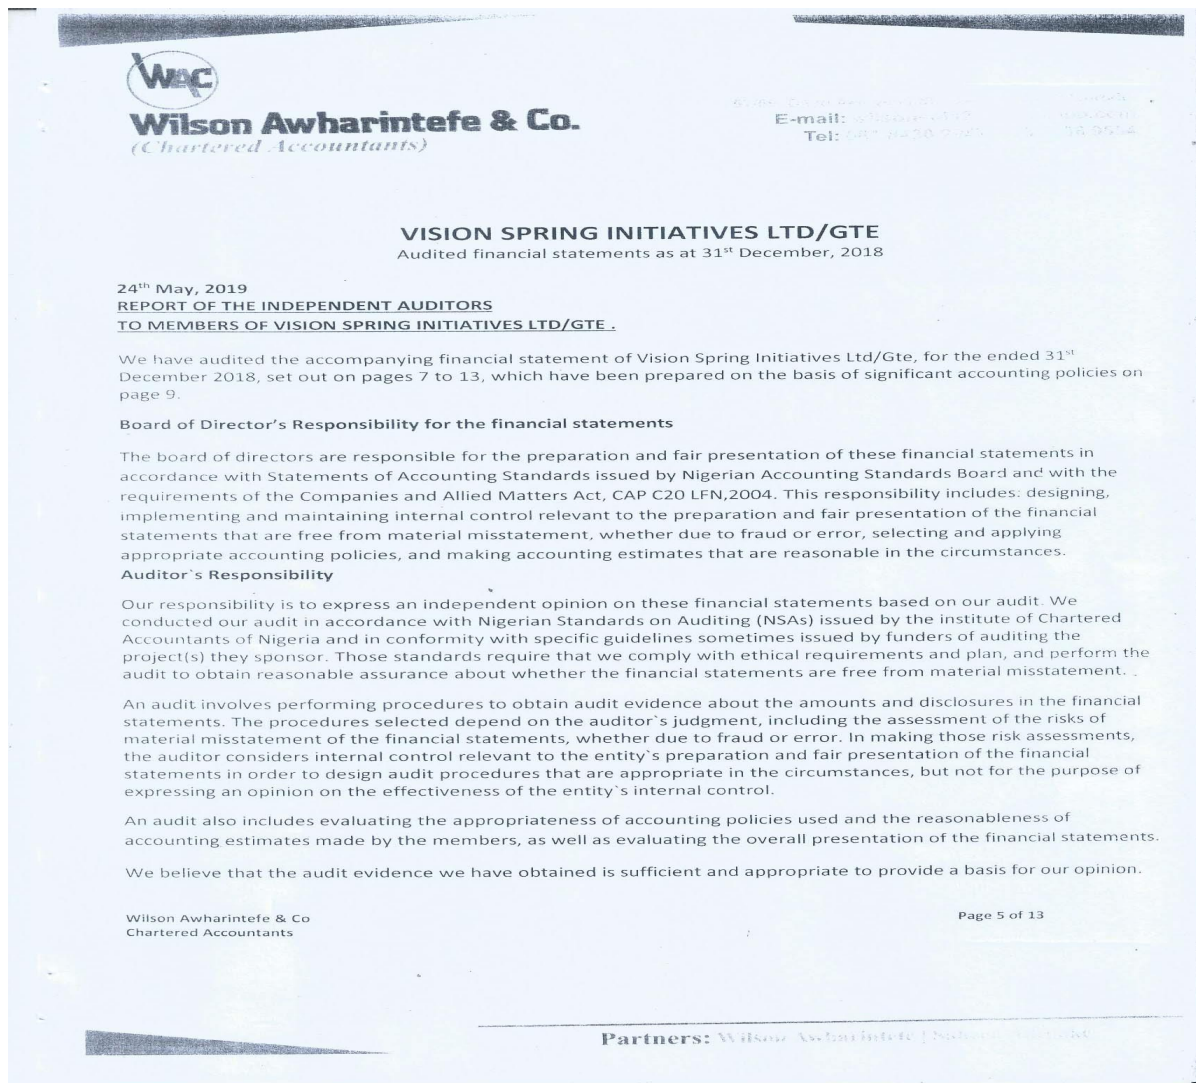 WAC
Wilson Awharintefe & Co.
(Chartered Accountants)
E-mail:
Tel:
VISION SPRING INITIATIVES LTD/GTE
Audited financial statements as at 31st December, 2018
24th May, 2019
REPORT OF THE INDEPENDENT AUDITORS
TO MEMBERS OF VISION SPRING INITIATIVES LTD/GTE .
We have audited the accompanying financial statement of Vision Spring Initiatives Ltd/Gte, for the ended 31st
December 2018, set out on pages 7 to 13, which have been prepared on the basis of significant accounting policies on
page 9.
Board of Director's Responsibility for the financial statements
The board of directors are responsible for the preparation and fair presentation of these financial statements in
accordance with Statements of Accounting Standards issued by Nigerian Accounting Standards Board and with the
requirements of the Companies and Allied Matters Act, CAP C20 LFN,2004. This responsibility includes: designing,
implementing and maintaining internal control relevant to the preparation and fair presentation of the financial
statements that are free from material misstatement, whether due to fraud or error, selecting and applying
appropriate accounting policies, and making accounting estimates that are reasonable in the circumstances.
Auditor`s Responsibility
Our responsibility is to express an independent opinion on these financial statements based on our audit. We
conducted our audit in accordance with Nigerian Standards on Auditing (NSAs) issued by the institute of Chartered
Accountants of Nigeria and in conformity with specific guidelines sometimes issued by funders of auditing the
project(s) they sponsor. Those standards require that we comply with ethical requirements and plan, and perform the
audit to obtain reasonable assurance about whether the financial statements are free from material misstatement.
An audit involves performing procedures to obtain audit evidence about the amounts and disclosures in the financial
statements. The procedures selected depend on the auditor`s judgment, including the assessment of the risks of
material misstatement of the financial statements, whether due to fraud or error. In making those risk assessments,
the auditor considers internal control relevant to the entity`s preparation and fair presentation of the financial
statements in order to design audit procedures that are appropriate in the circumstances, but not for the purpose of
expressing an opinion on the effectiveness of the entity`s internal control.
An audit also includes evaluating the appropriateness of accounting policies used and the reasonableness of
accounting estimates made by the members, as well as evaluating the overall presentation of the financial statements.
We believe that the audit evidence we have obtained is sufficient and appropriate to provide a basis for our opinion.
Wilson Awharintefe & Co
Chartered Accountants
Page 5 of 13
Partners: Wilson Awharintefe |